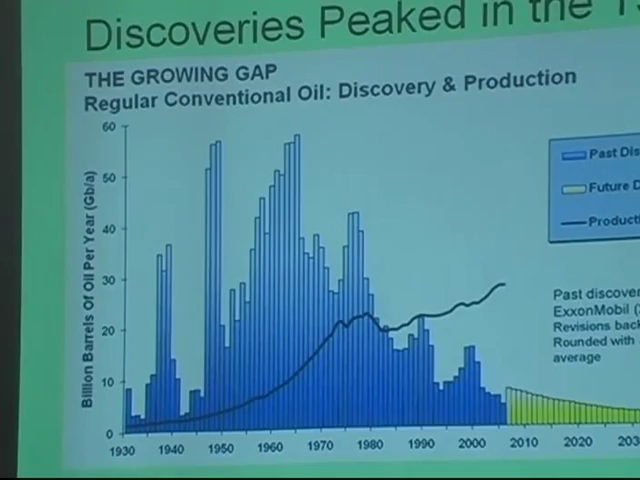 Discoveries Peaked in the
THE GROWING GAP
Regular Conventional Oil: Discovery & Production
Billion Barrels Of Oil Per Year (Gb/a)
60
50
40
30
20
10
0
1930 1940 1950 1960 1970 1980 1990 2000 2010 2020
Past Dis
Future D
Product
Past discover
ExxonMobil (
Revisions back
Rounded with
average